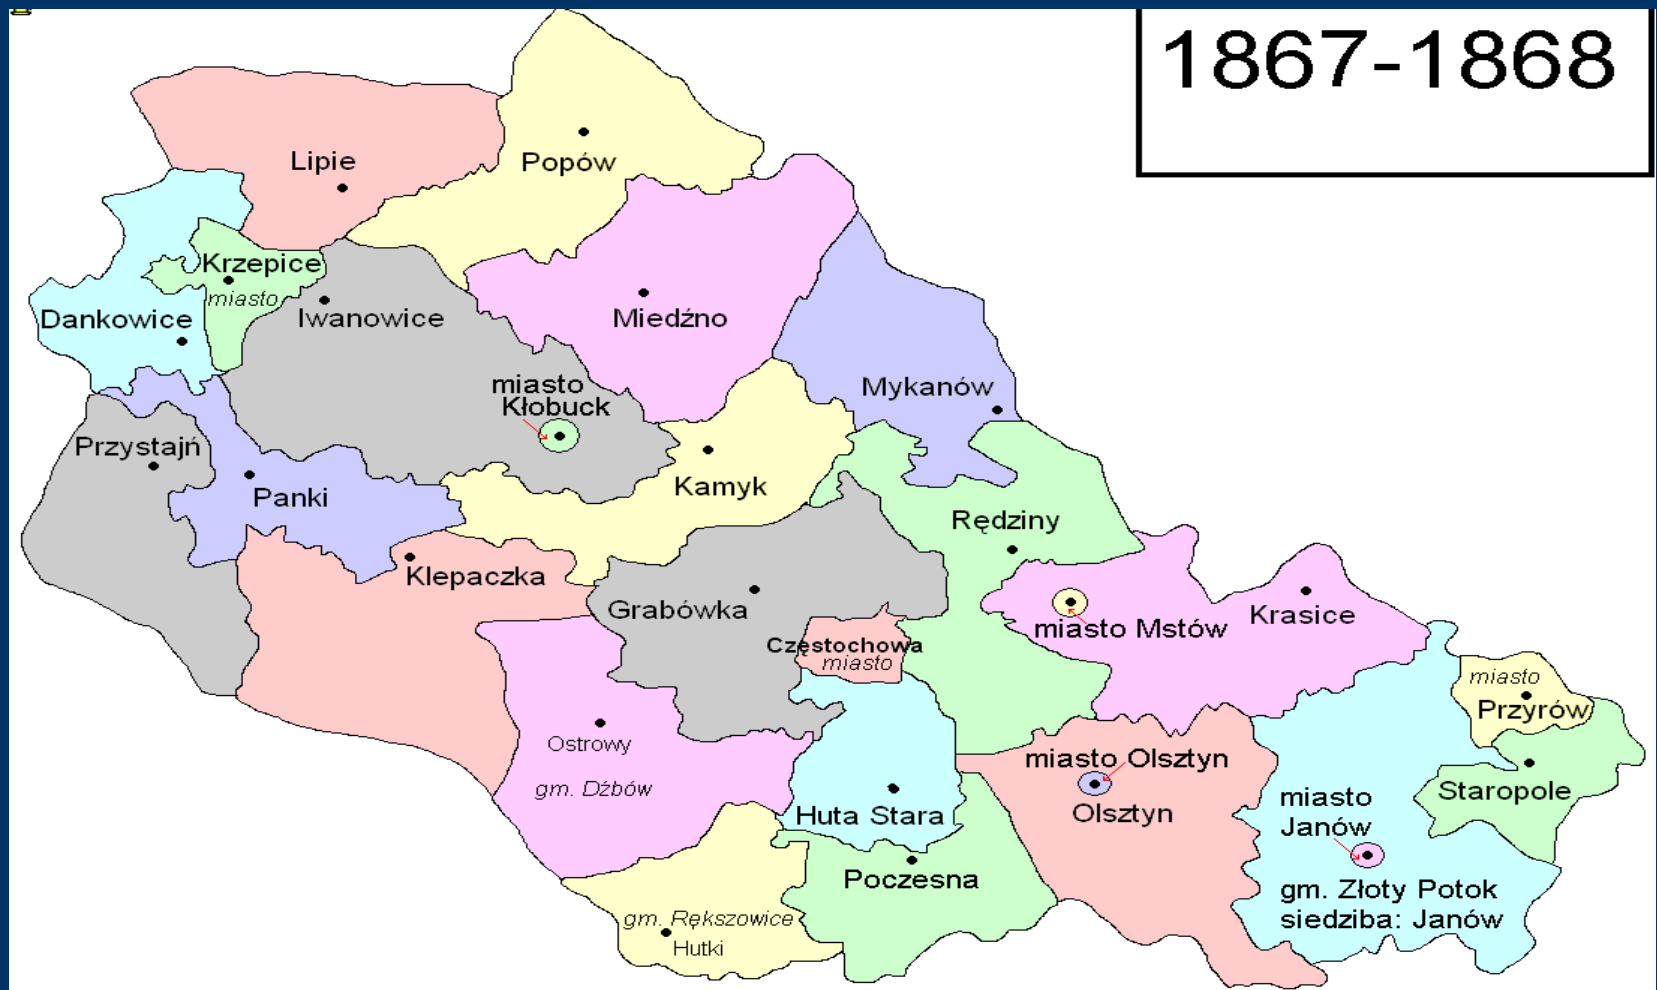 1867-1868
Lipie
Popów
Krzepice
miasto
Dankowice
Iwanowice
Miedźno
miasto
Kłobuck
Mykanów
Przystajń
Panki
Kamyk
Rędziny
Klepaczka
Grabówka
miasto Mstów
Krasice
Częstochowa
miasto
miasto
Przyrów
Ostrowy
gm. Dźbów
miasto Olsztyn
Olsztyn
Huta Stara
Staropole
miasto
Janów
Poczesna
gm. Złoty Potok
siedziba: Janów
gm. Rększowice
Hutki